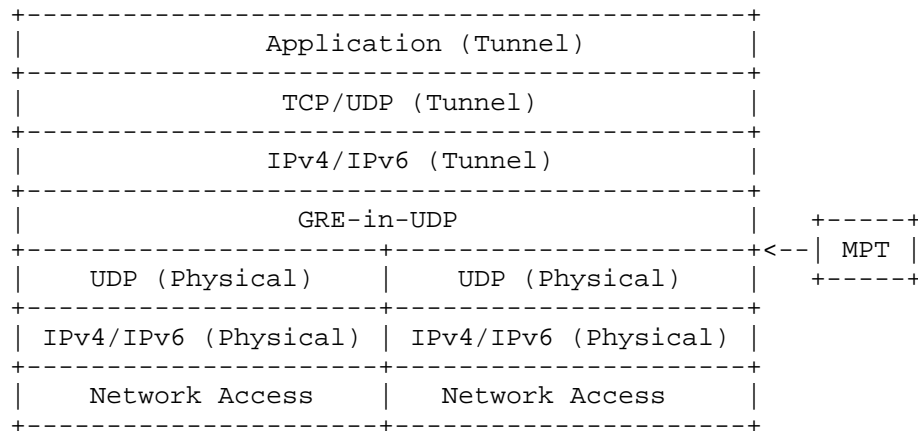 +---------------------------------------------+
|            Application (Tunnel)             |
+---------------------------------------------+
|              TCP/UDP (Tunnel)               |
+---------------------------------------------+
|             IPv4/IPv6 (Tunnel)              |
+---------------------------------------------+
|                 GRE-in-UDP                  |   +-----+
+----------------------+----------------------+<--| MPT |
|    UDP (Physical)    |    UDP (Physical)    |   +-----+
+----------------------+----------------------+
| IPv4/IPv6 (Physical) | IPv4/IPv6 (Physical) |
+----------------------+----------------------+
|    Network Access    |    Network Access    |
+----------------------+----------------------+